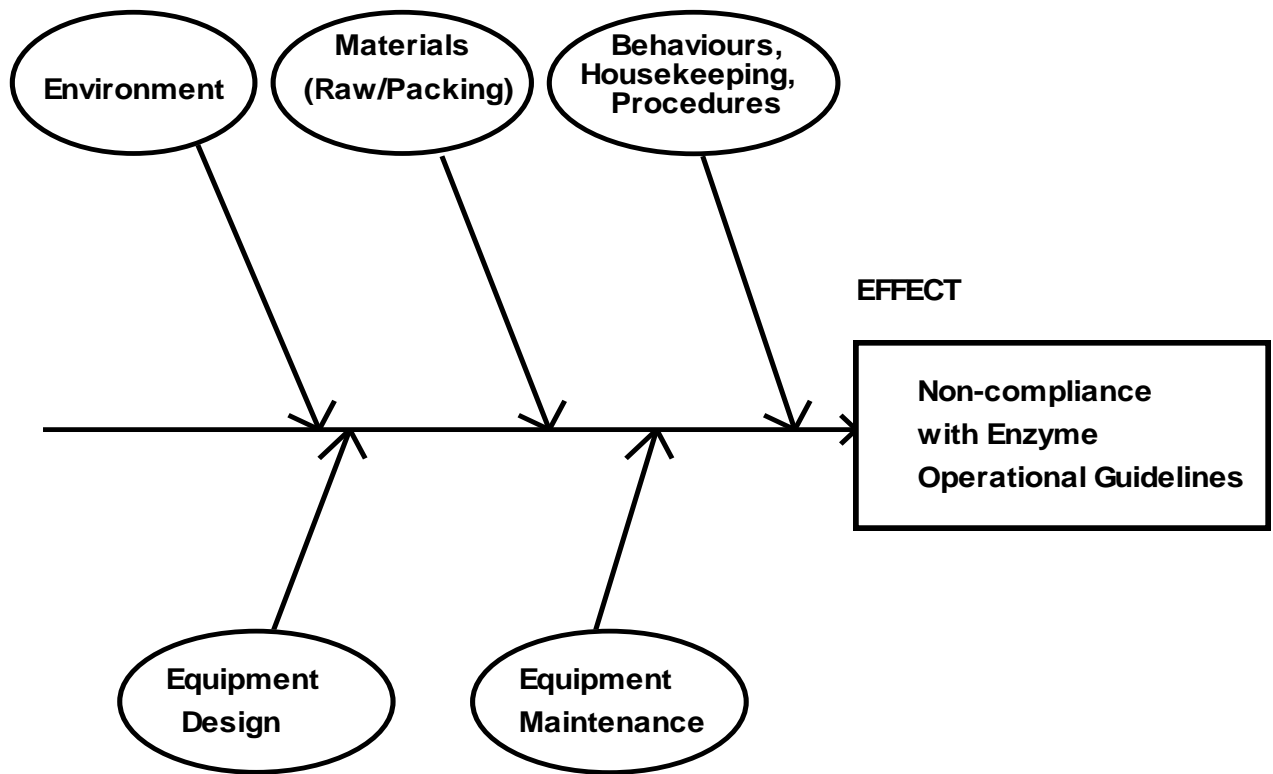 Environment
Materials
(Raw/Packing)
Behaviours,
Housekeeping,
Procedures
EFFECT
Non-compliance
with Enzyme
Operational Guidelines
Equipment
Design
Equipment
Maintenance